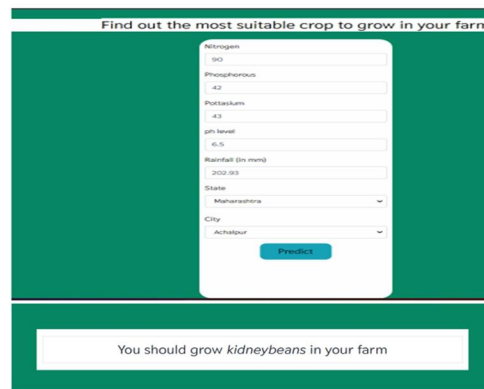 Find out the most suitable crop to grow in your farm
Nitrogen
90
Phosphorous
42
Pottasium
43
ph level
6.5
Rainfall (in mm)
202.93
State
Maharashtra
City
Achalpur
Predict
You should grow kidneybeans in your farm